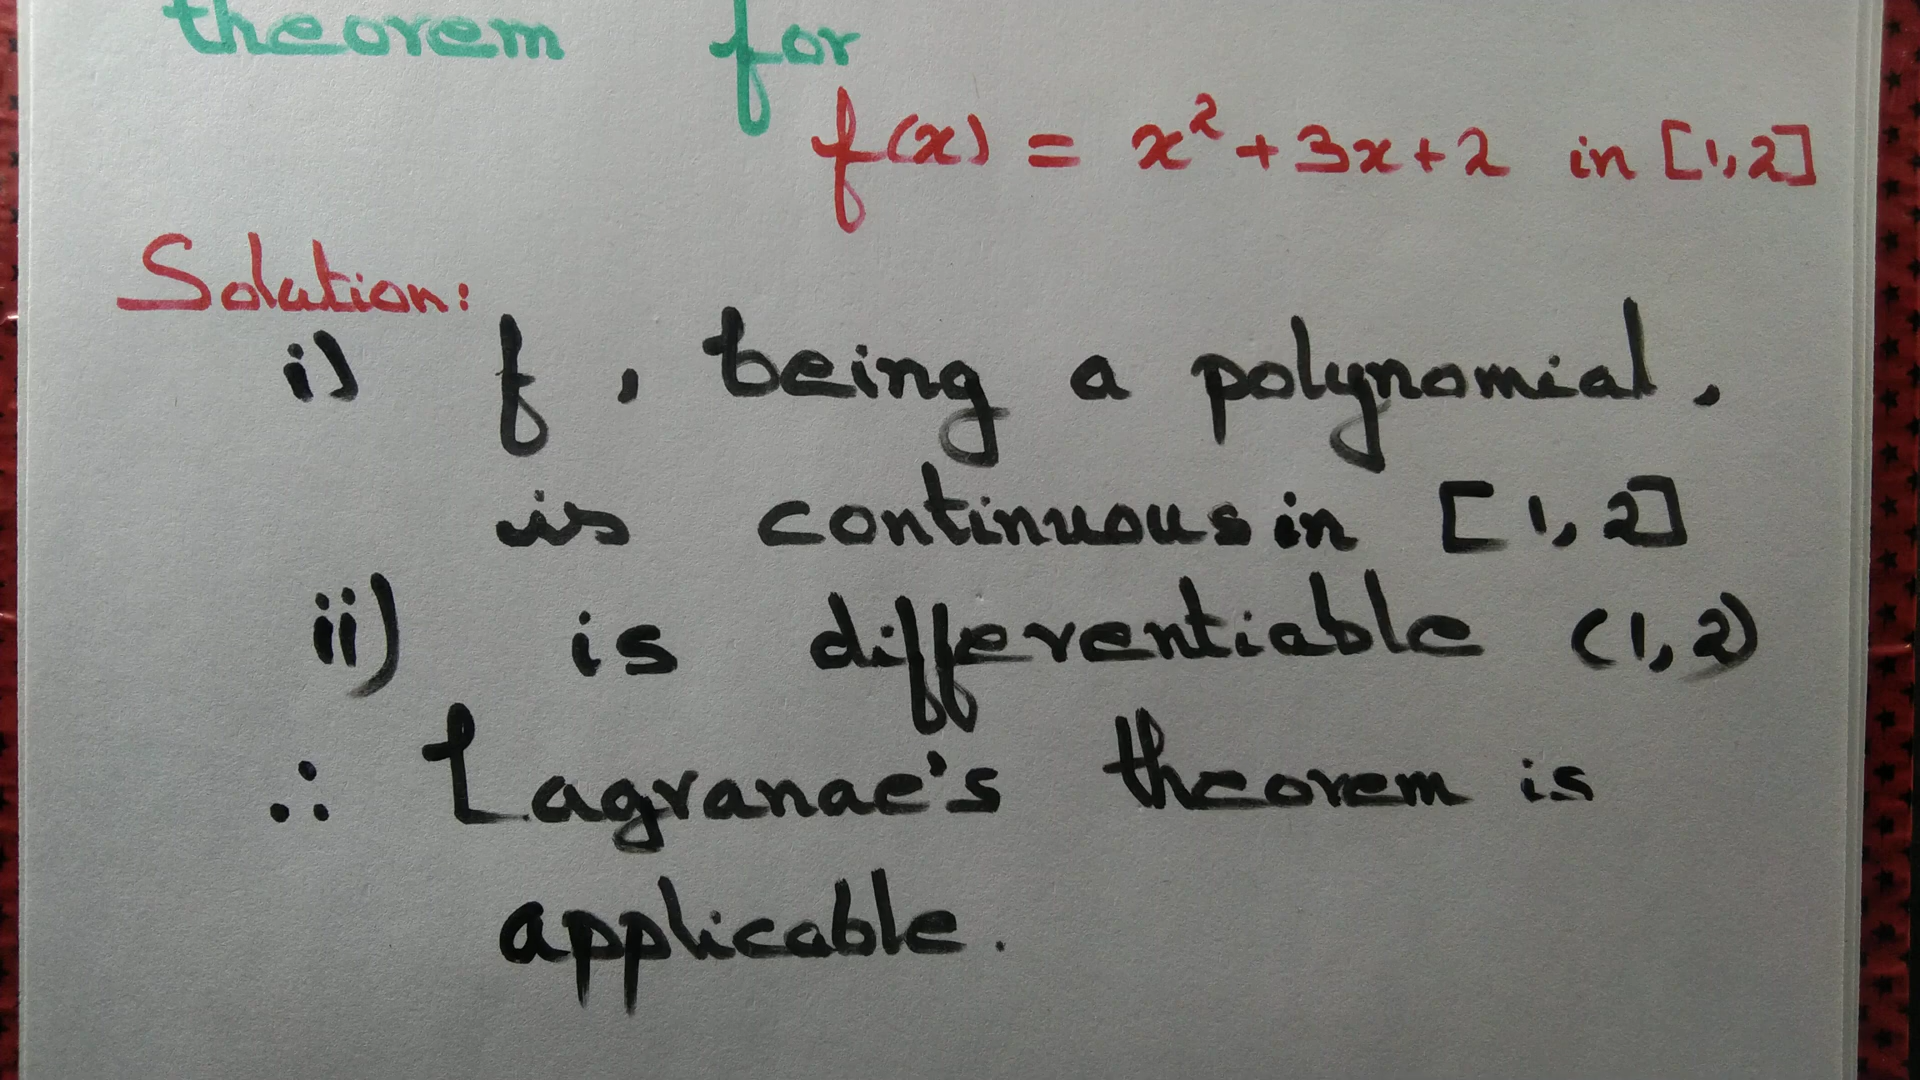 theorem for
f(x) = x² + 3x + 2 in [1, 2]
Solution:
i) f, being a polynomial,
is continuous in [1, 2]
ii) is differentiable (1, 2)
∴ Lagranae's theorem is
applicable.